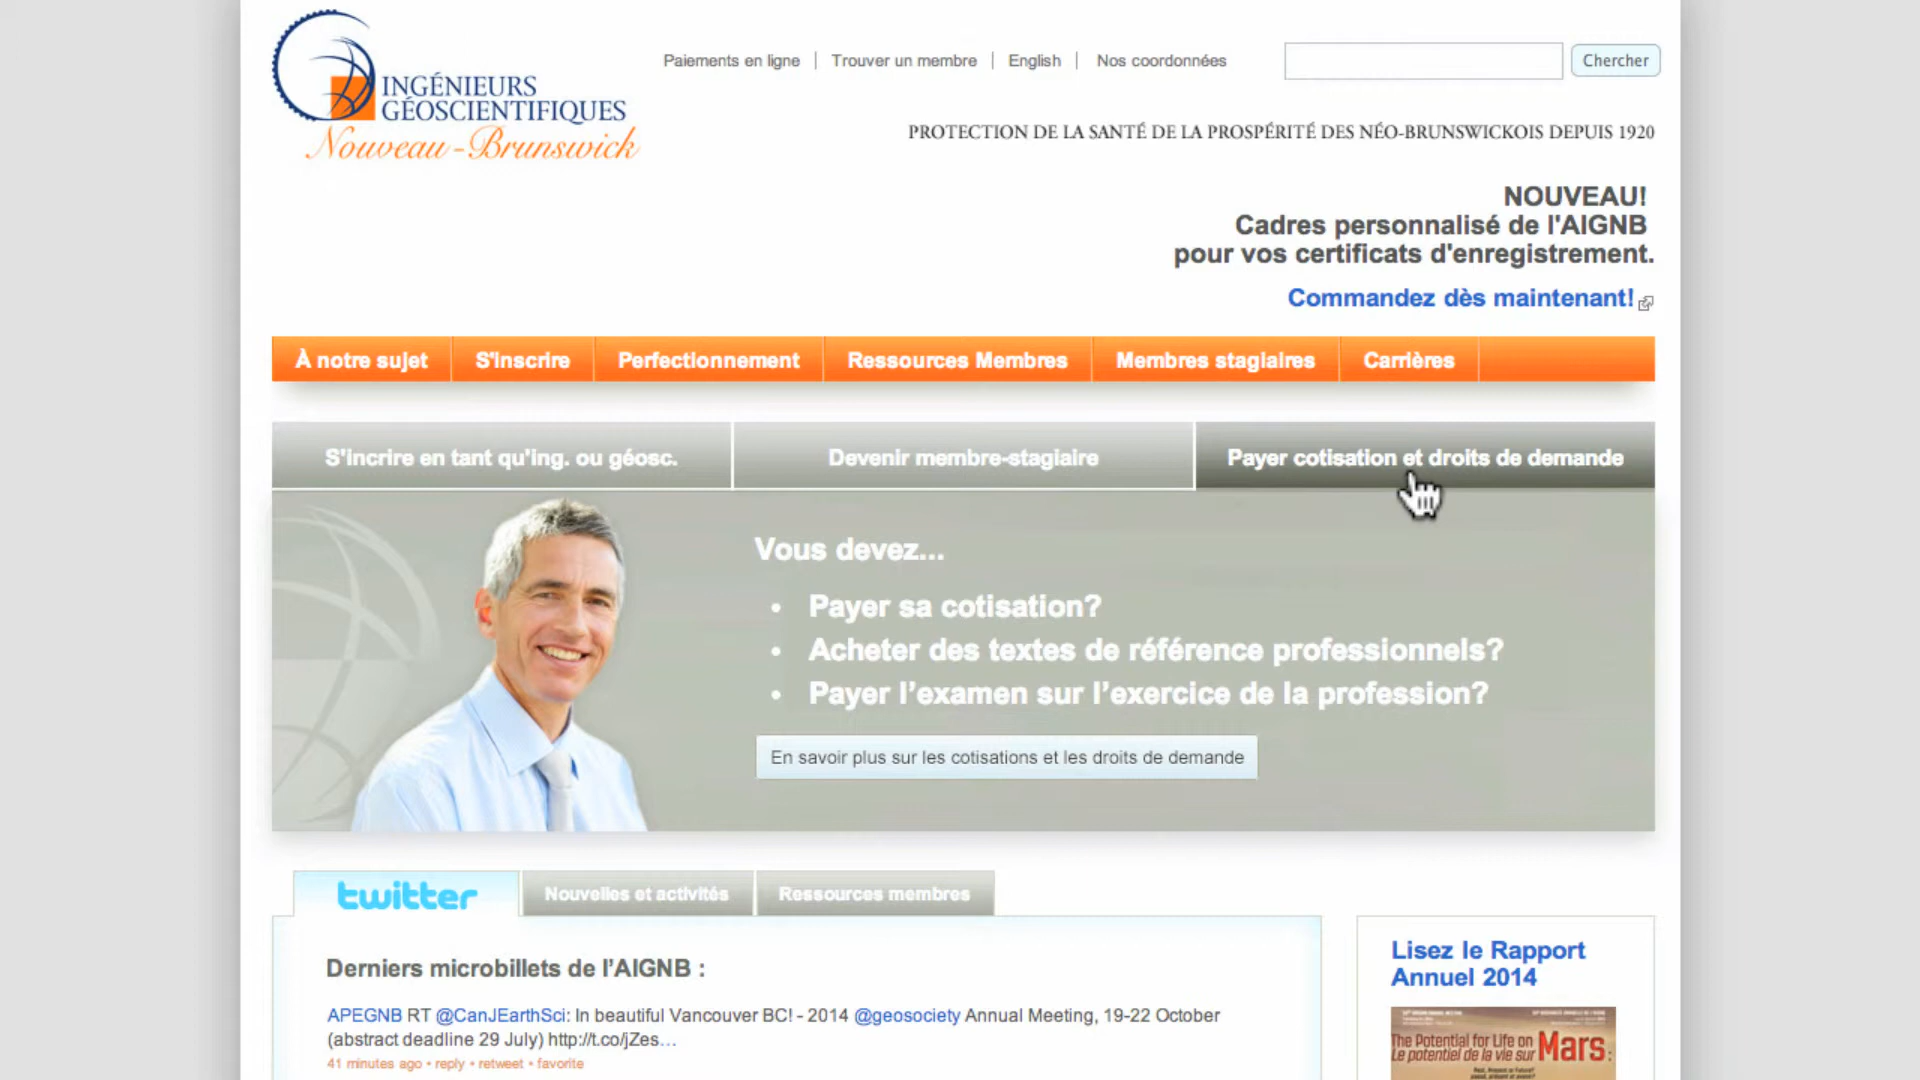 INGÉNIEURS
GÉOSCIENTIFIQUES
Nouveau-Brunswick
Paiements en ligne | Trouver un membre | English | Nos coordonnées
Chercher
PROTECTION DE LA SANTÉ DE LA PROSPÉRITÉ DES NÉO-BRUNSWICKOIS DEPUIS 1920
NOUVEAU!
Cadres personnalisé de l'AIGNB
pour vos certificats d'enregistrement.
Commandez dès maintenant!
À notre sujet
S'inscrire
Perfectionnement
Ressources Membres
Membres stagiaires
Carrières
S'incrire en tant qu'ing. ou géosc.
Devenir membre-stagiaire
Payer cotisation et droits de demande
Vous devez...
• Payer sa cotisation?
• Acheter des textes de référence professionnels?
• Payer l’examen sur l’exercice de la profession?
En savoir plus sur les cotisations et les droits de demande
twitter
Nouvelles et activités
Ressources membres
Derniers microbillets de l’AIGNB :
APEGNB RT @CanJEarthSci: In beautiful Vancouver BC! - 2014 @geosociety Annual Meeting, 19-22 October
(abstract deadline 29 July) http://t.co/jZes…
41 minutes ago • reply • retweet • favorite
Lisez le Rapport
Annuel 2014
The Potential for Life on
Le potentiel de la vie sur
Mars :